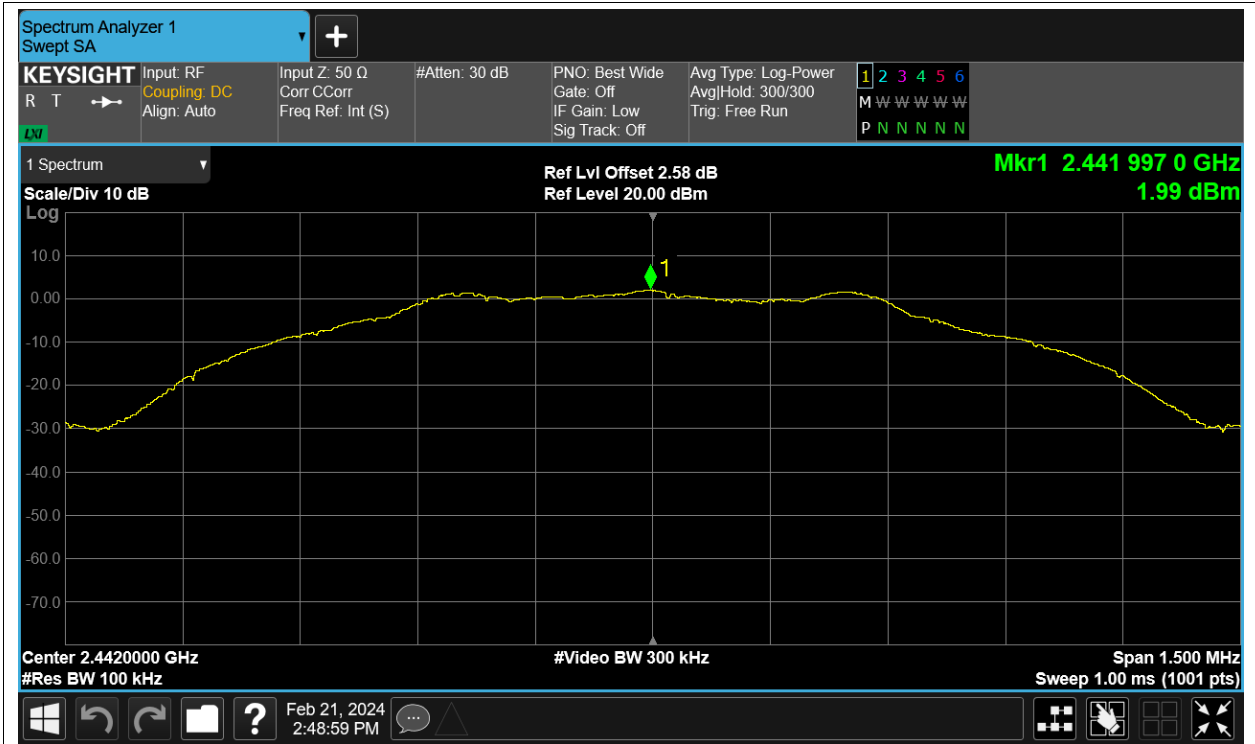 Spectrum Analyzer 1
Swept SA
+
KEYSIGHT
R T
LXI
Input: RF
Coupling: DC
Align: Auto
Input Z: 50 Ω
Corr CCorr
Freq Ref: Int (S)
#Atten: 30 dB
PNO: Best Wide
Gate: Off
IF Gain: Low
Sig Track: Off
Avg Type: Log-Power
Avg|Hold: 300/300
Trig: Free Run
1 2 3 4 5 6
M W W W W W
P N N N N N
1 Spectrum
Scale/Div 10 dB
Log
Ref Lvl Offset 2.58 dB
Ref Level 20.00 dBm
Mkr1 2.441 997 0 GHz
1.99 dBm
1
10.0
0.00
-10.0
-20.0
-30.0
-40.0
-50.0
-60.0
-70.0
Center 2.4420000 GHz
#Res BW 100 kHz
#Video BW 300 kHz
Span 1.500 MHz
Sweep 1.00 ms (1001 pts)
?
Feb 21, 2024
2:48:59 PM